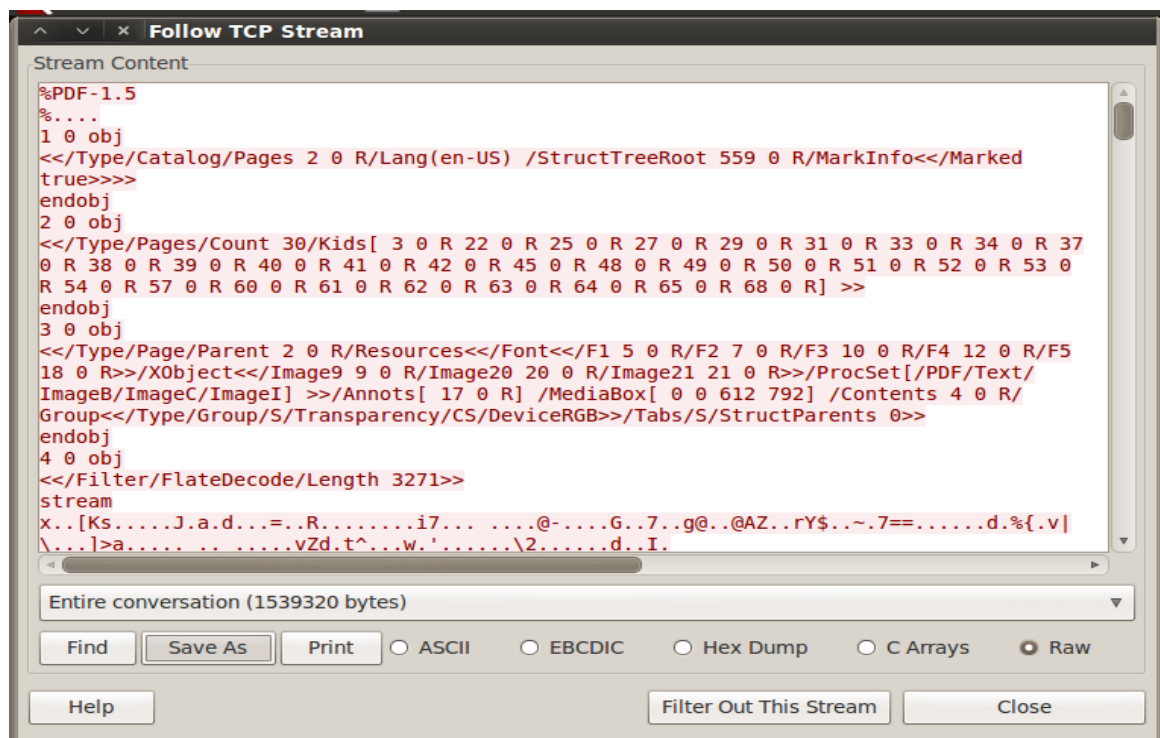 Follow TCP Stream
Stream Content
%PDF-1.5
%....
1 0 obj
<</Type/Catalog/Pages 2 0 R/Lang(en-US) /StructTreeRoot 559 0 R/MarkInfo<</Marked
true>>>>
endobj
2 0 obj
<</Type/Pages/Count 30/Kids[ 3 0 R 22 0 R 25 0 R 27 0 R 29 0 R 31 0 R 33 0 R 34 0 R 37
0 R 38 0 R 39 0 R 40 0 R 41 0 R 42 0 R 45 0 R 48 0 R 49 0 R 50 0 R 51 0 R 52 0 R 53 0
R 54 0 R 57 0 R 60 0 R 61 0 R 62 0 R 63 0 R 64 0 R 65 0 R 68 0 R] >>
endobj
3 0 obj
<</Type/Page/Parent 2 0 R/Resources<</Font<</F1 5 0 R/F2 7 0 R/F3 10 0 R/F4 12 0 R/F5
18 0 R>>/XObject<</Image9 9 0 R/Image20 20 0 R/Image21 21 0 R>>/ProcSet[/PDF/Text/
ImageB/ImageC/ImageI] >>/Annots[ 17 0 R] /MediaBox[ 0 0 612 792] /Contents 4 0 R/
Group<</Type/Group/S/Transparency/CS/DeviceRGB>>/Tabs/S/StructParents 0>>
endobj
4 0 obj
<</Filter/FlateDecode/Length 3271>>
stream
x..[Ks.....J.a.d...=..R........i7... ....@-....G..7..g@..@AZ..rY$..~.7==......d.%{.v|
\...]>a..... .. .....vZd.t^...w.'......\2......d..I.
Entire conversation (1539320 bytes)
Find Save As Print ASCII EBCDIC Hex Dump C Arrays Raw
Help Filter Out This Stream Close